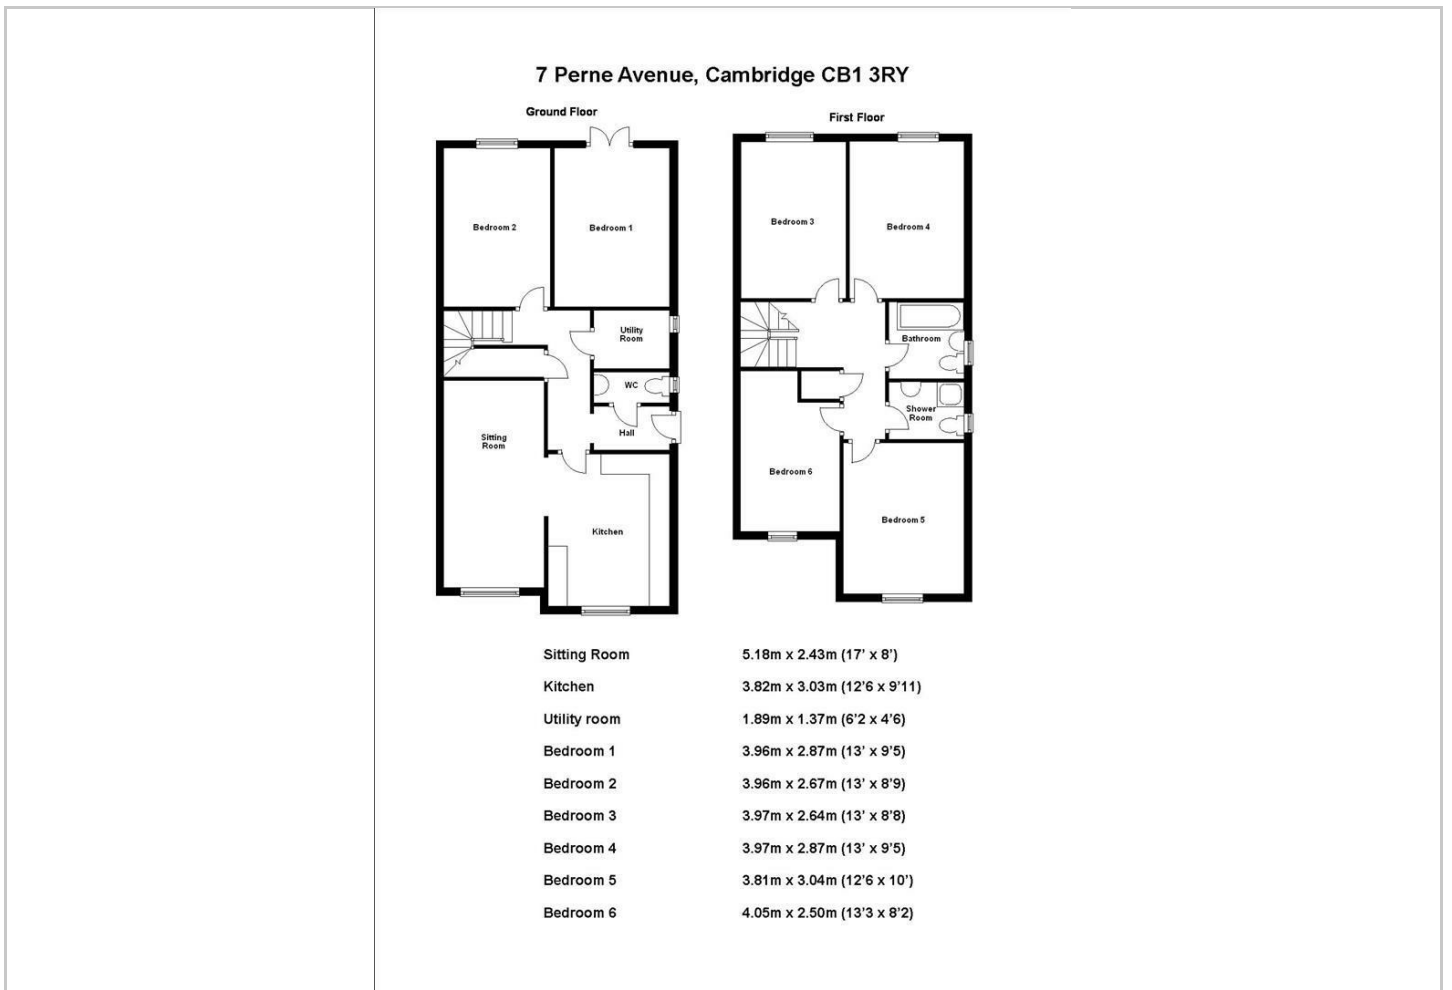 7 Perne Avenue, Cambridge CB1 3RY
Ground Floor
First Floor
Bedroom 2
Bedroom 1
Utility
Room
WC
Hall
Sitting
Room
Kitchen
Bedroom 3
Bedroom 4
Bathroom
Shower
Room
Bedroom 6
Bedroom 5
Sitting Room 5.18m x 2.43m (17' x 8')
Kitchen 3.82m x 3.03m (12'6 x 9'11)
Utility room 1.89m x 1.37m (6'2 x 4'6)
Bedroom 1 3.96m x 2.87m (13' x 9'5)
Bedroom 2 3.96m x 2.67m (13' x 8'9)
Bedroom 3 3.97m x 2.64m (13' x 8'8)
Bedroom 4 3.97m x 2.87m (13' x 9'5)
Bedroom 5 3.81m x 3.04m (12'6 x 10')
Bedroom 6 4.05m x 2.50m (13'3 x 8'2)